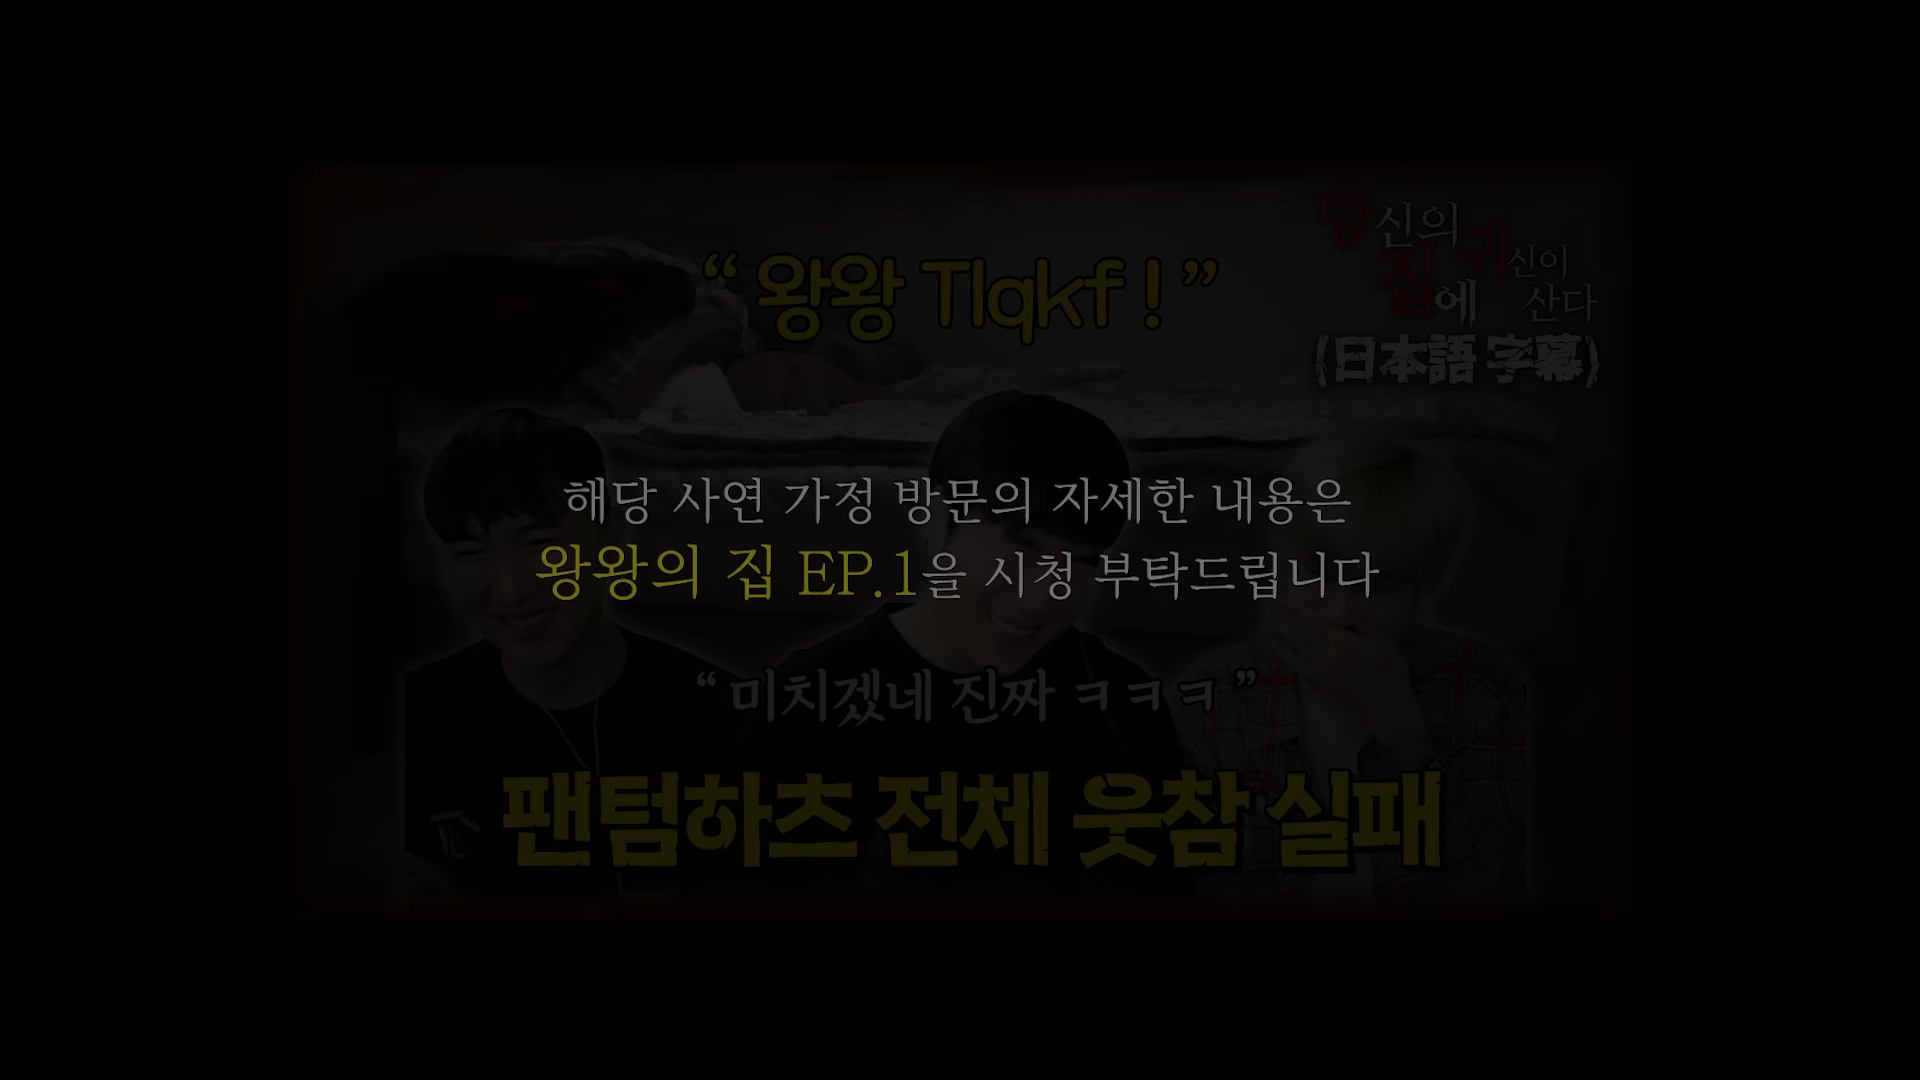 당신의
집에 귀신이
산다
(日本語 字幕)
“ 왕왕 Tlqkf ! ”
해당 사연 가정 방문의 자세한 내용은
왕왕의 집 EP.1을 시청 부탁드립니다
“ 미치겠네 진짜 ㅋㅋㅋ ”
팬텀하츠 전체 웃참 실패